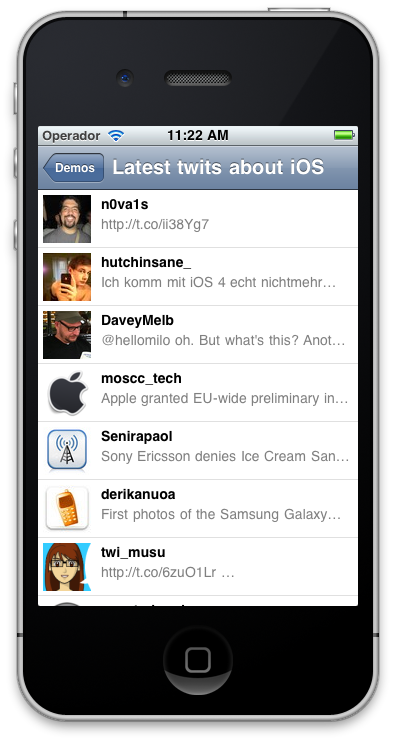 Operador 11:22 AM
Demos Latest twits about iOS
n0va1s
http://t.co/ii38Yg7
hutchinsane_
Ich komm mit iOS 4 echt nichtmehr…
DaveyMelb
@hellomilo oh. But what's this? Anot…
moscc_tech
Apple granted EU-wide preliminary in…
Senirapaol
Sony Ericsson denies Ice Cream San…
derikanuoa
First photos of the Samsung Galaxy…
twi_musu
http://t.co/6zuO1Lr …